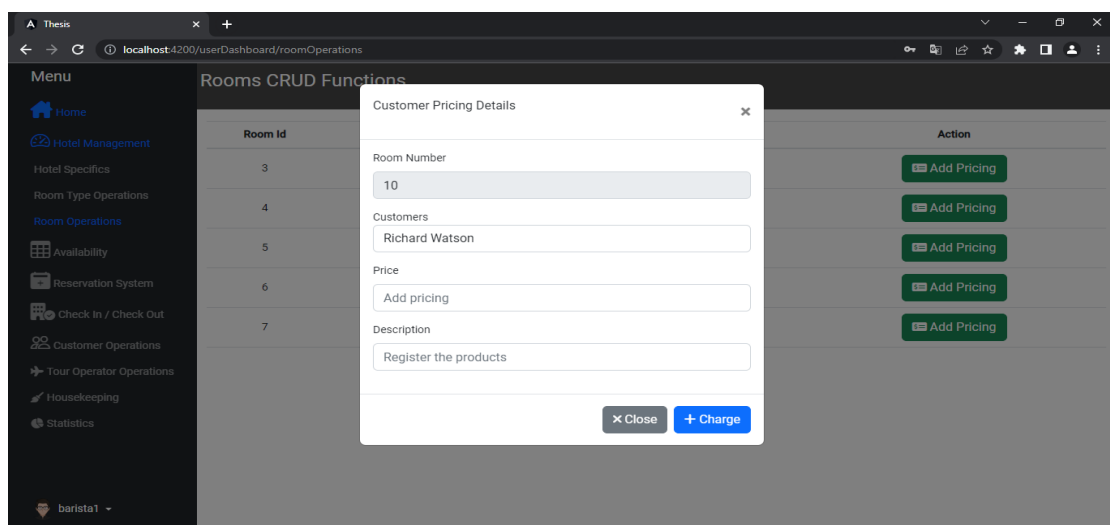 Thesis
localhost:4200/userDashboard/roomOperations
Menu
Home
Hotel Management
Hotel Specifics
Room Type Operations
Room Operations
Availability
Reservation System
Check In / Check Out
Customer Operations
Tour Operator Operations
Housekeeping
Statistics
barista1
Rooms CRUD Functions
Room Id
Action
3
Add Pricing
4
Add Pricing
5
Add Pricing
6
Add Pricing
7
Add Pricing
Customer Pricing Details
Room Number
10
Customers
Richard Watson
Price
Add pricing
Description
Register the products
Close
Charge